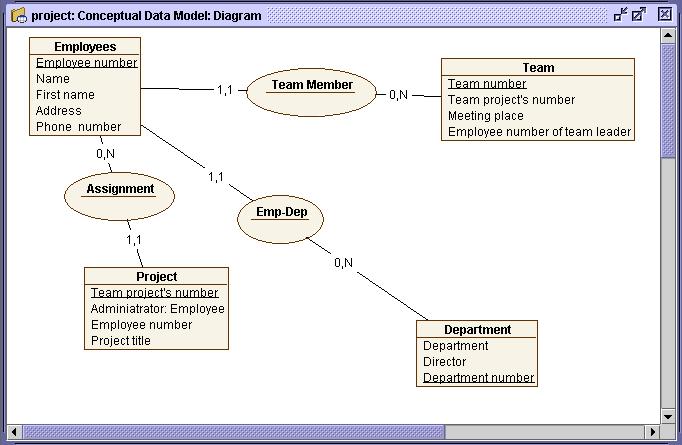 project: Conceptual Data Model: Diagram
Employees
Employee number
Name
First name
Address
Phone number
1,1
Team Member
0,N
Team
Team number
Team project's number
Meeting place
Employee number of team leader
0,N
Assignment
1,1
1,1
Emp-Dep
0,N
Project
Team project's number
Adminiatrator: Employee
Employee number
Project title
Department
Department
Director
Department number